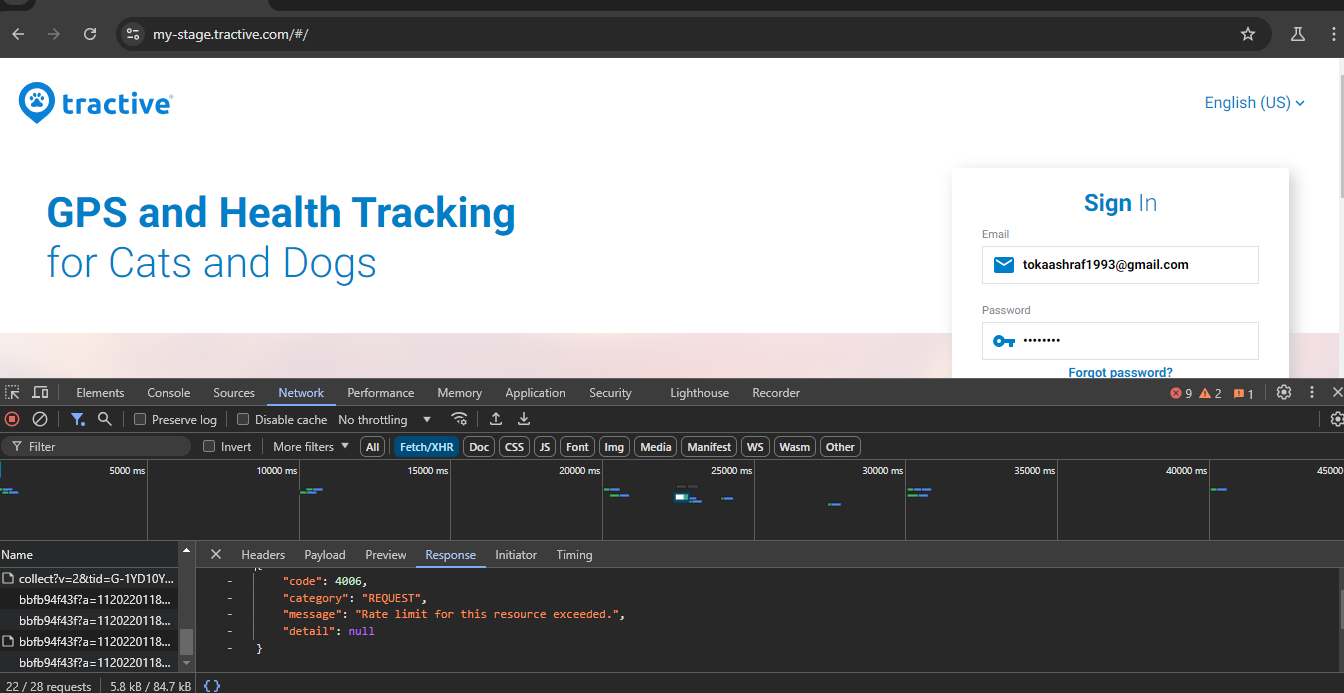 my-stage.tractive.com/#/
tractive
English (US)
GPS and Health Tracking
for Cats and Dogs
Sign In
Email
tokaashraf1993@gmail.com
Password
••••••••
Forgot password?
Elements Console Sources Network Performance Memory Application Security Lighthouse Recorder 9 2 1
Preserve log Disable cache No throttling
Filter Invert More filters All Fetch/XHR Doc CSS JS Font Img Media Manifest WS Wasm Other
5000 ms 10000 ms 15000 ms 20000 ms 25000 ms 30000 ms 35000 ms 40000 ms 45000
Name
Headers Payload Preview Response Initiator Timing
collect?v=2&tid=G-1YD10Y...
bbfb94f43f?a=1120220118...
bbfb94f43f?a=1120220118...
bbfb94f43f?a=1120220118...
bbfb94f43f?a=1120220118...
{
- "code": 4006,
- "category": "REQUEST",
- "message": "Rate limit for this resource exceeded.",
- "detail": null
- }
22 / 28 requests 5.8 kB / 84.7 kB {}